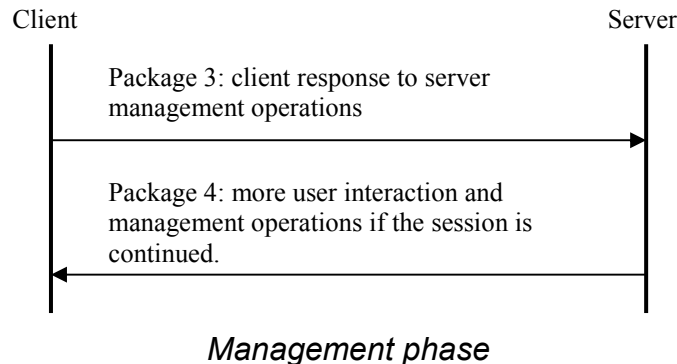 Client Server
Package 3: client response to server
management operations
Package 4: more user interaction and
management operations if the session is
continued.
Management phase